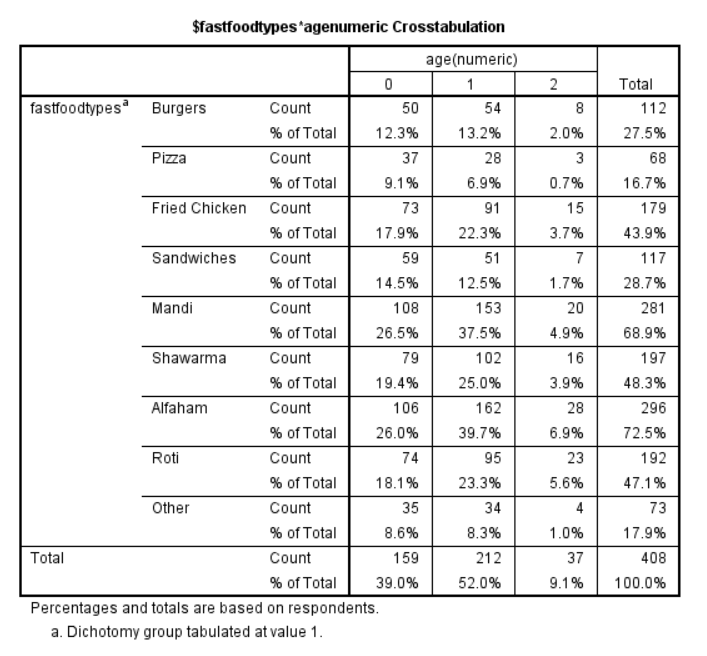 $fastfoodtypes*agenumeric Crosstabulation
age(numeric)
0 1 2 Total
fastfoodtypesa Burgers Count 50 54 8 112
% of Total 12.3% 13.2% 2.0% 27.5%
Pizza Count 37 28 3 68
% of Total 9.1% 6.9% 0.7% 16.7%
Fried Chicken Count 73 91 15 179
% of Total 17.9% 22.3% 3.7% 43.9%
Sandwiches Count 59 51 7 117
% of Total 14.5% 12.5% 1.7% 28.7%
Mandi Count 108 153 20 281
% of Total 26.5% 37.5% 4.9% 68.9%
Shawarma Count 79 102 16 197
% of Total 19.4% 25.0% 3.9% 48.3%
Alfaham Count 106 162 28 296
% of Total 26.0% 39.7% 6.9% 72.5%
Roti Count 74 95 23 192
% of Total 18.1% 23.3% 5.6% 47.1%
Other Count 35 34 4 73
% of Total 8.6% 8.3% 1.0% 17.9%
Total Count 159 212 37 408
% of Total 39.0% 52.0% 9.1% 100.0%
Percentages and totals are based on respondents.
a. Dichotomy group tabulated at value 1.